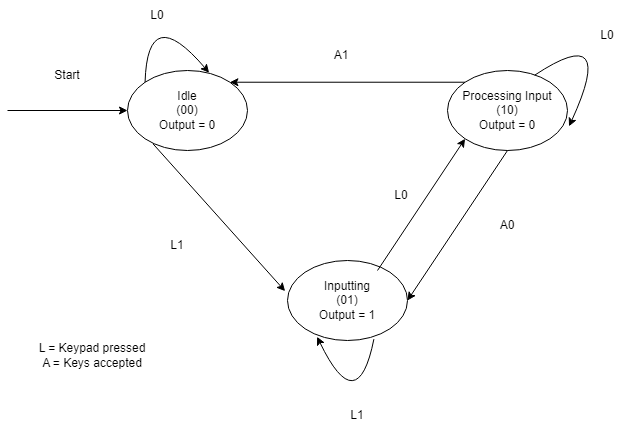 L0
L0
A1
Start
Idle
(00)
Output = 0
Processing Input
(10)
Output = 0
L0
A0
L1
Inputting
(01)
Output = 1
L = Keypad pressed
A = Keys accepted
L1